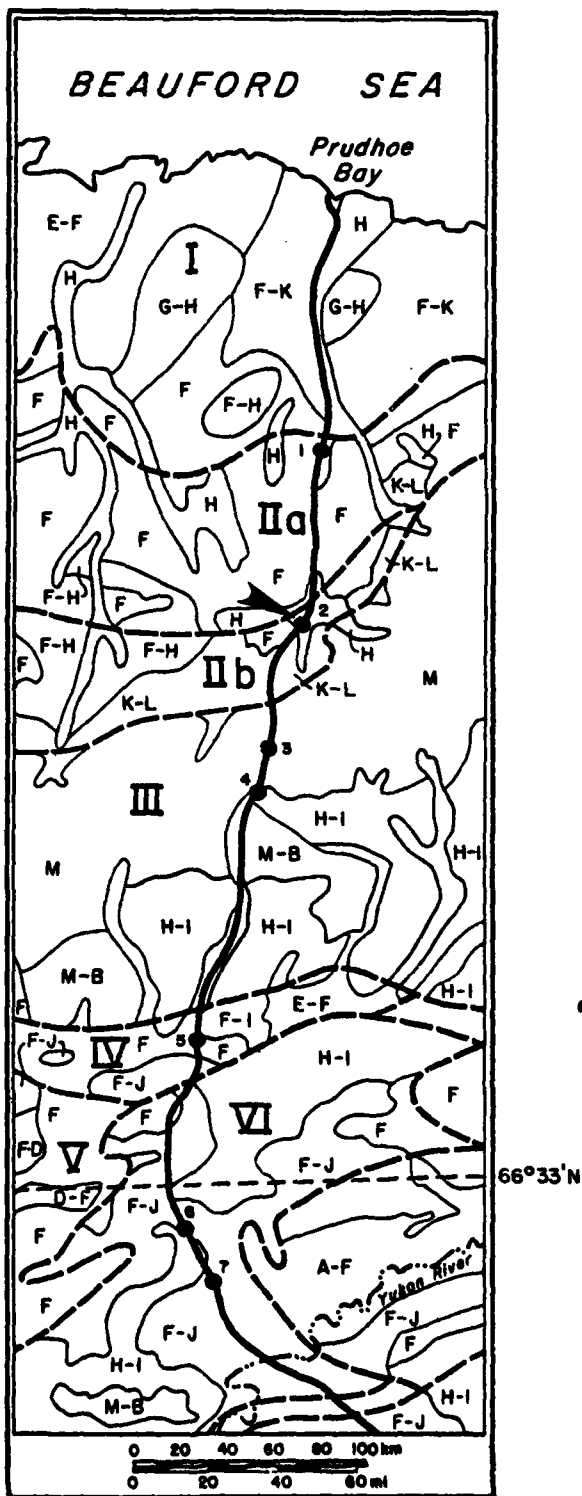 BEAUFORD SEA
Prudhoe
Bay
E-F
H
I
H
G-H
F-K
G-H
F-K
F
F
F-H
H
F
H
1
H, F
K-L
H
IIa
F
F
F
F
K-L
F-H
F
H
F
2
F-H
F-H
H
F
IIb
K-L
K-L
M
3
III
4
H-I
M-B
H-I
M
H-I
H-I
M-B
H-I
F
E-F
F-I
5
F-J
IV
F
F
H-I
F-J
F
F
VI
F
F-D
V
F
F-J
66°33'N
D-F
F-J
F
6
A-F
7
Yukon River
F
F-J
F-J
F
H-I
H-I
M-B
F-J
0 20 40 60 80 100 km
0 20 40 60 mi